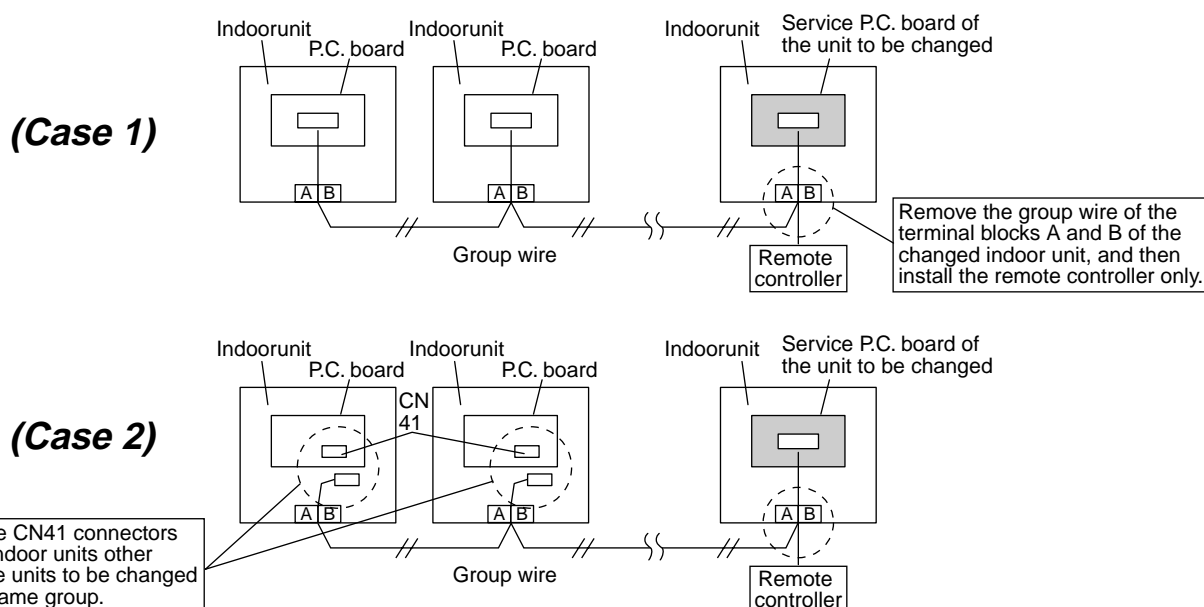 Indoorunit
P.C. board
Indoorunit
P.C. board
Indoorunit
Service P.C. board of
the unit to be changed
(Case 1)
A B
A B
A B
Group wire
Remote
controller
Remove the group wire of the
terminal blocks A and B of the
changed indoor unit, and then
install the remote controller only.
Indoorunit
P.C. board
Indoorunit
P.C. board
Indoorunit
Service P.C. board of
the unit to be changed
(Case 2)
CN
41
A B
A B
A B
CN41 connectors
indoor units other
units to be changed
ame group.
Group wire
Remote
controller